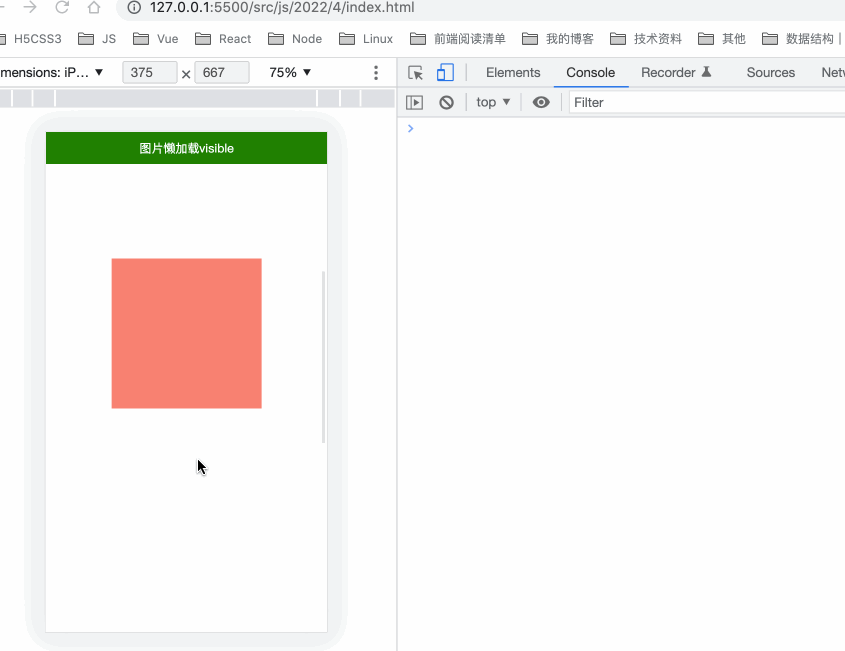 127.0.0.1:5500/src/js/2022/4/index.html
H5CSS3 JS Vue React Node Linux 前端阅读清单 我的博客 技术资料 其他 数据结构
mensions: iP... ▼ 375 × 667 75% ▼
Elements Console Recorder Sources Netw
top ▼ Filter
图片懒加载visible